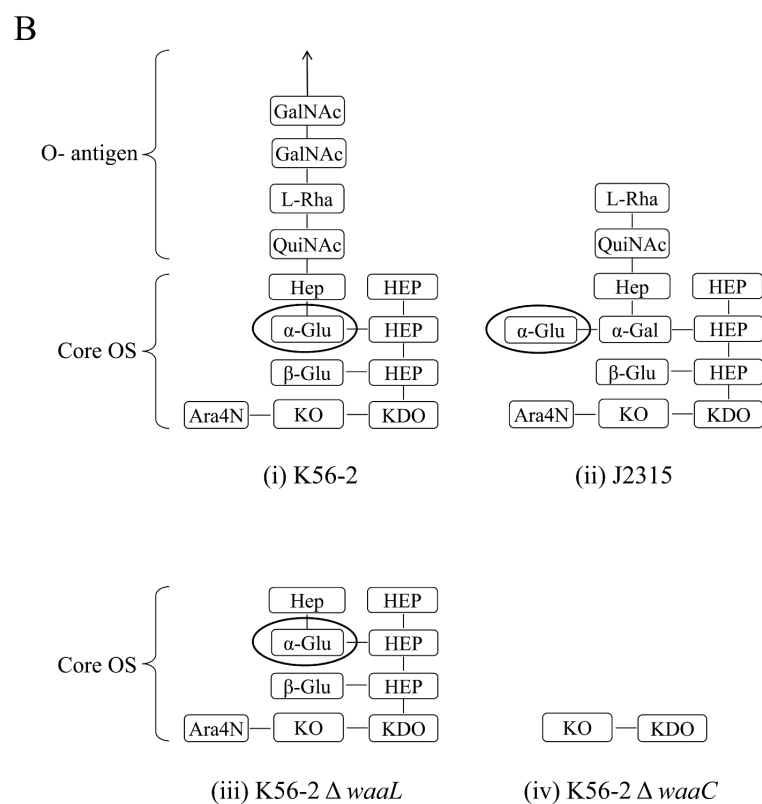 B
O- antigen
GalNAc
GalNAc
L-Rha
QuiNAc
L-Rha
QuiNAc
Core OS
Hep HEP
α-Glu HEP
β-Glu HEP
Ara4N KO KDO
Hep HEP
α-Glu α-Gal HEP
β-Glu HEP
Ara4N KO KDO
(i) K56-2
(ii) J2315
Core OS
Hep HEP
α-Glu HEP
β-Glu HEP
Ara4N KO KDO
KO KDO
(iii) K56-2 Δ waaL
(iv) K56-2 Δ waaC